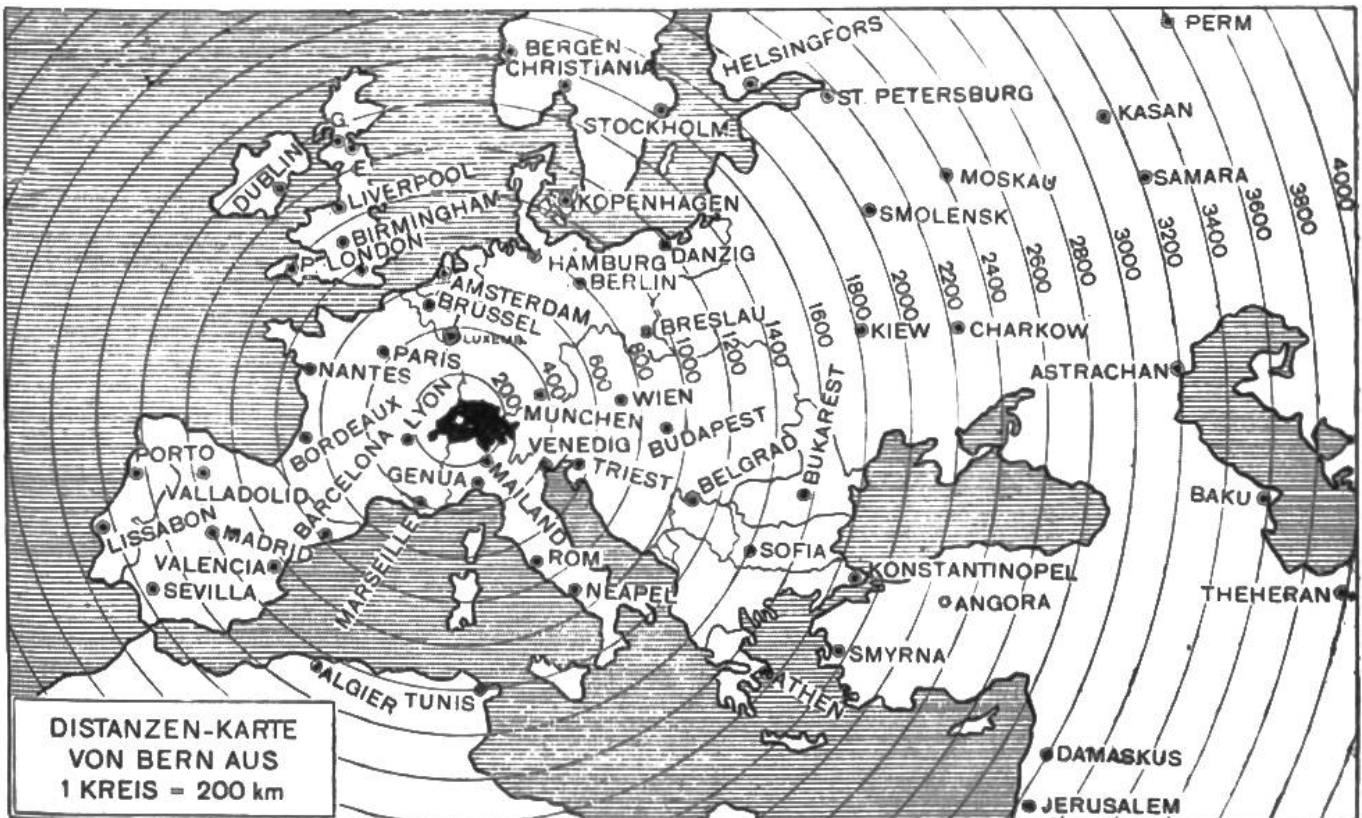 PERM
BERGEN
CHRISTIANIA
HELSINGFORS
ST. PETERSBURG
KASAN
STOCKHOLM
G.
E
DUBLIN
LIVERPOOL
BIRMINGHAM
P.
LONDON
KOPENHAGEN
MOSKAU
SAMARA
SMOLENSK
HAMBURG
DANZIG
BERLIN
AMSTERDAM
BRÜSSEL
LUXEMB.
BRESLAU
KIEW
CHARKOW
PARIS
NANTES
ASTRACHAN
200
400
600
800
1000
1200
1400
1600
1800
2000
2200
2400
2600
2800
3000
3200
3400
3600
3800
4000
MÜNCHEN
WIEN
BORDEAUX
LYON
BUDAPEST
VENEDIG
TRIEST
BELGRAD
BUKAREST
PORTO
VALLADOLID
BARCELONA
GENUA
MAILAND
BAKU
LISSABON
MADRID
VALENCIA
SEVILLA
MARSEILLE
ROM
NEAPEL
SOFIA
KONSTANTINOPEL
ANGORA
THEHERAN
SMYRNA
ATHEN
ALGIER
TUNIS
DAMASKUS
JERUSALEM
DISTANZEN-KARTE
VON BERN AUS
1 KREIS = 200 km